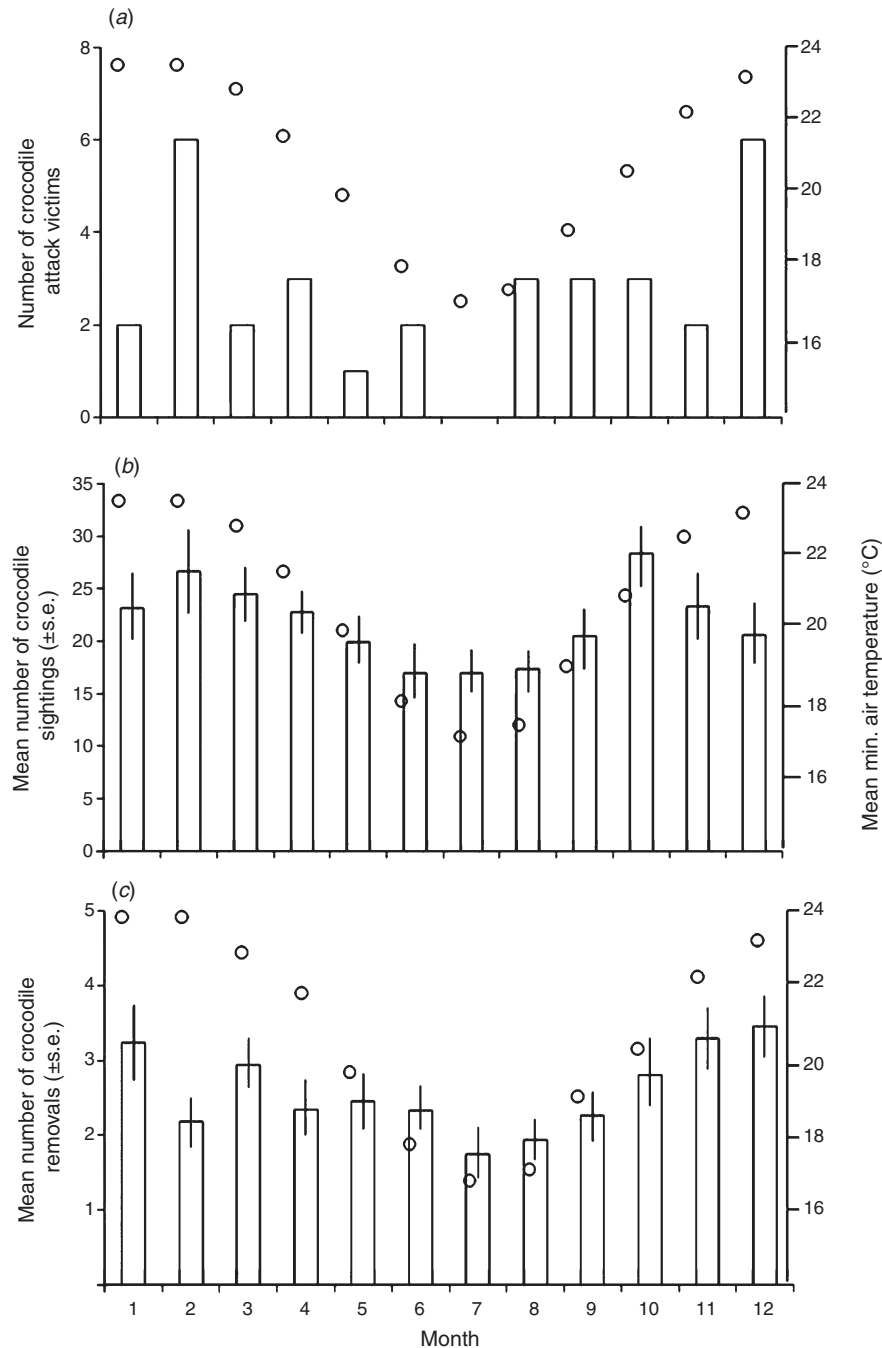 (a)
8
6
4
2
0
Number of crocodile
attack victims
24
22
20
18
16
(b)
35
30
25
20
15
10
5
0
Mean number of crocodile
sightings (±s.e.)
24
22
20
18
16
Mean min. air temperature (°C)
(c)
5
4
3
2
1
Mean number of crocodile
removals (±s.e.)
24
22
20
18
16
1 2 3 4 5 6 7 8 9 10 11 12
Month